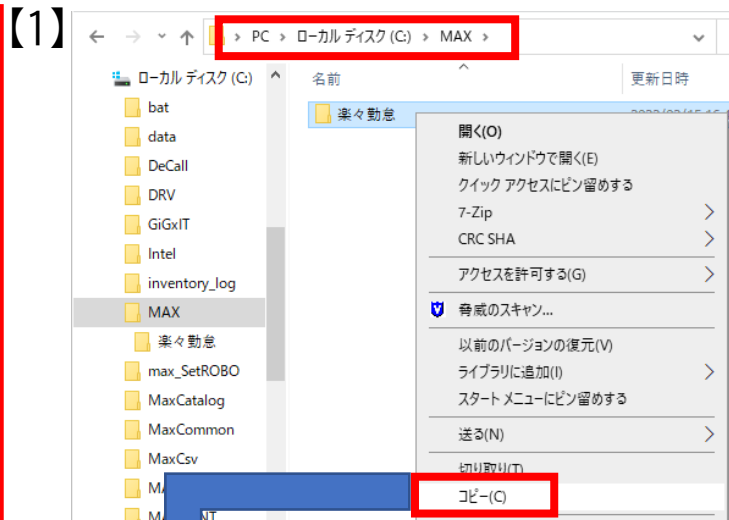 【1】
PC > ローカル ディスク (C:) > MAX >
ローカル ディスク (C:)
bat
data
DeCall
DRV
GiGxIT
Intel
inventory_log
MAX
楽々勤怠
max_SetROBO
MaxCatalog
MaxCommon
MaxCsv
名前
更新日時
楽々勤怠
開く(O)
新しいウィンドウで開く(E)
クイック アクセスにピン留めする
7-Zip
CRC SHA
アクセスを許可する(G)
脅威のスキャン...
以前のバージョンの復元(V)
ライブラリに追加(I)
スタート メニューにピン留めする
送る(N)
切り取り(T)
コピー(C)